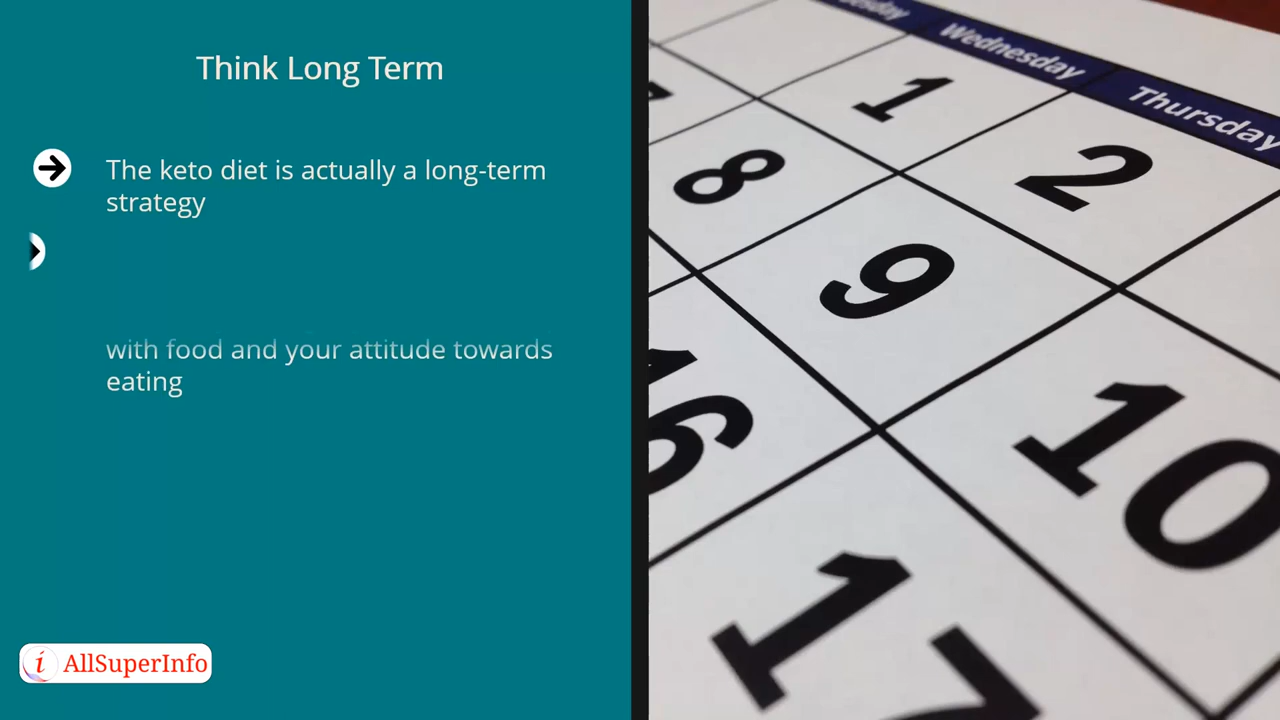 Think Long Term
The keto diet is actually a long-term
strategy
with food and your attitude towards
eating
i AllSuperInfo
Wednesday
Thursday
1
2
8
9
10
16
17